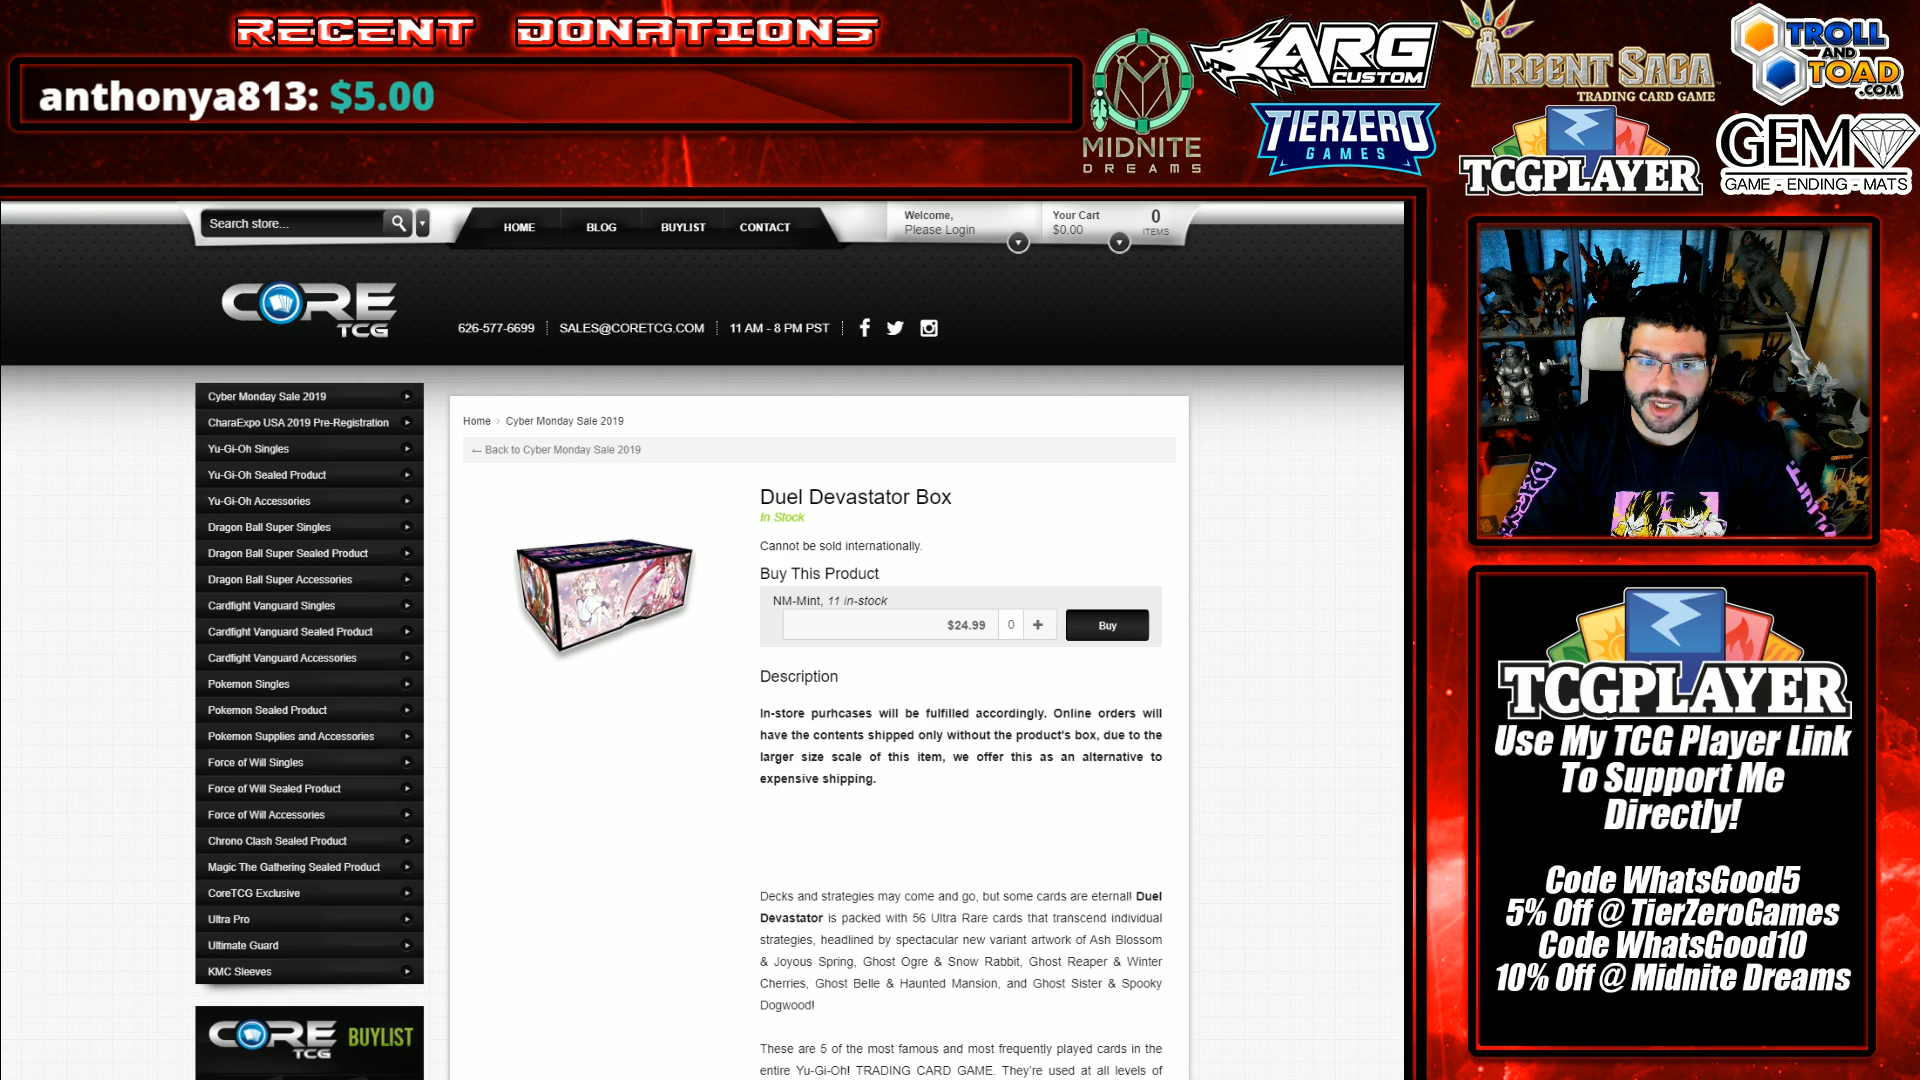 RECENT DONATIONS
anthonya813: $5.00
MIDNITE
DREAMS
ARG
CUSTOM
TIERZERO
GAMES
ARGENT SAGA
TRADING CARD GAME
TROLL
AND
TOAD
.COM
TCGPLAYER
GEM
GAME - ENDING - MATS
Search store...
HOME
BLOG
BUYLIST
CONTACT
Welcome,
Please Login
Your Cart
$0.00
0
ITEMS
CORE
TCG
626-577-6699
SALES@CORETCG.COM
11 AM - 8 PM PST
Cyber Monday Sale 2019
CharaExpo USA 2019 Pre-Registration
Yu-Gi-Oh Singles
Yu-Gi-Oh Sealed Product
Yu-Gi-Oh Accessories
Dragon Ball Super Singles
Dragon Ball Super Sealed Product
Dragon Ball Super Accessories
Cardfight Vanguard Singles
Cardfight Vanguard Sealed Product
Cardfight Vanguard Accessories
Pokemon Singles
Pokemon Sealed Product
Pokemon Supplies and Accessories
Force of Will Singles
Force of Will Sealed Product
Force of Will Accessories
Chrono Clash Sealed Product
Magic The Gathering Sealed Product
CoreTCG Exclusive
Ultra Pro
Ultimate Guard
KMC Sleeves
CORE
TCG
BUYLIST
Home › Cyber Monday Sale 2019
← Back to Cyber Monday Sale 2019
Duel Devastator Box
In Stock
Cannot be sold internationally.
Buy This Product
NM-Mint, 11 in-stock
$24.99
0
+
Buy
Description
In-store purhcases will be fulfilled accordingly. Online orders will
have the contents shipped only without the product's box, due to the
larger size scale of this item, we offer this as an alternative to
expensive shipping.
Decks and strategies may come and go, but some cards are eternal! Duel
Devastator is packed with 56 Ultra Rare cards that transcend individual
strategies, headlined by spectacular new variant artwork of Ash Blossom
& Joyous Spring, Ghost Ogre & Snow Rabbit, Ghost Reaper & Winter
Cherries, Ghost Belle & Haunted Mansion, and Ghost Sister & Spooky
Dogwood!
These are 5 of the most famous and most frequently played cards in the
entire Yu-Gi-Oh! TRADING CARD GAME. They're used at all levels of
TCGPLAYER
Use My TCG Player Link
To Support Me
Directly!
Code WhatsGood5
5% Off @ TierZeroGames
Code WhatsGood10
10% Off @ Midnite Dreams